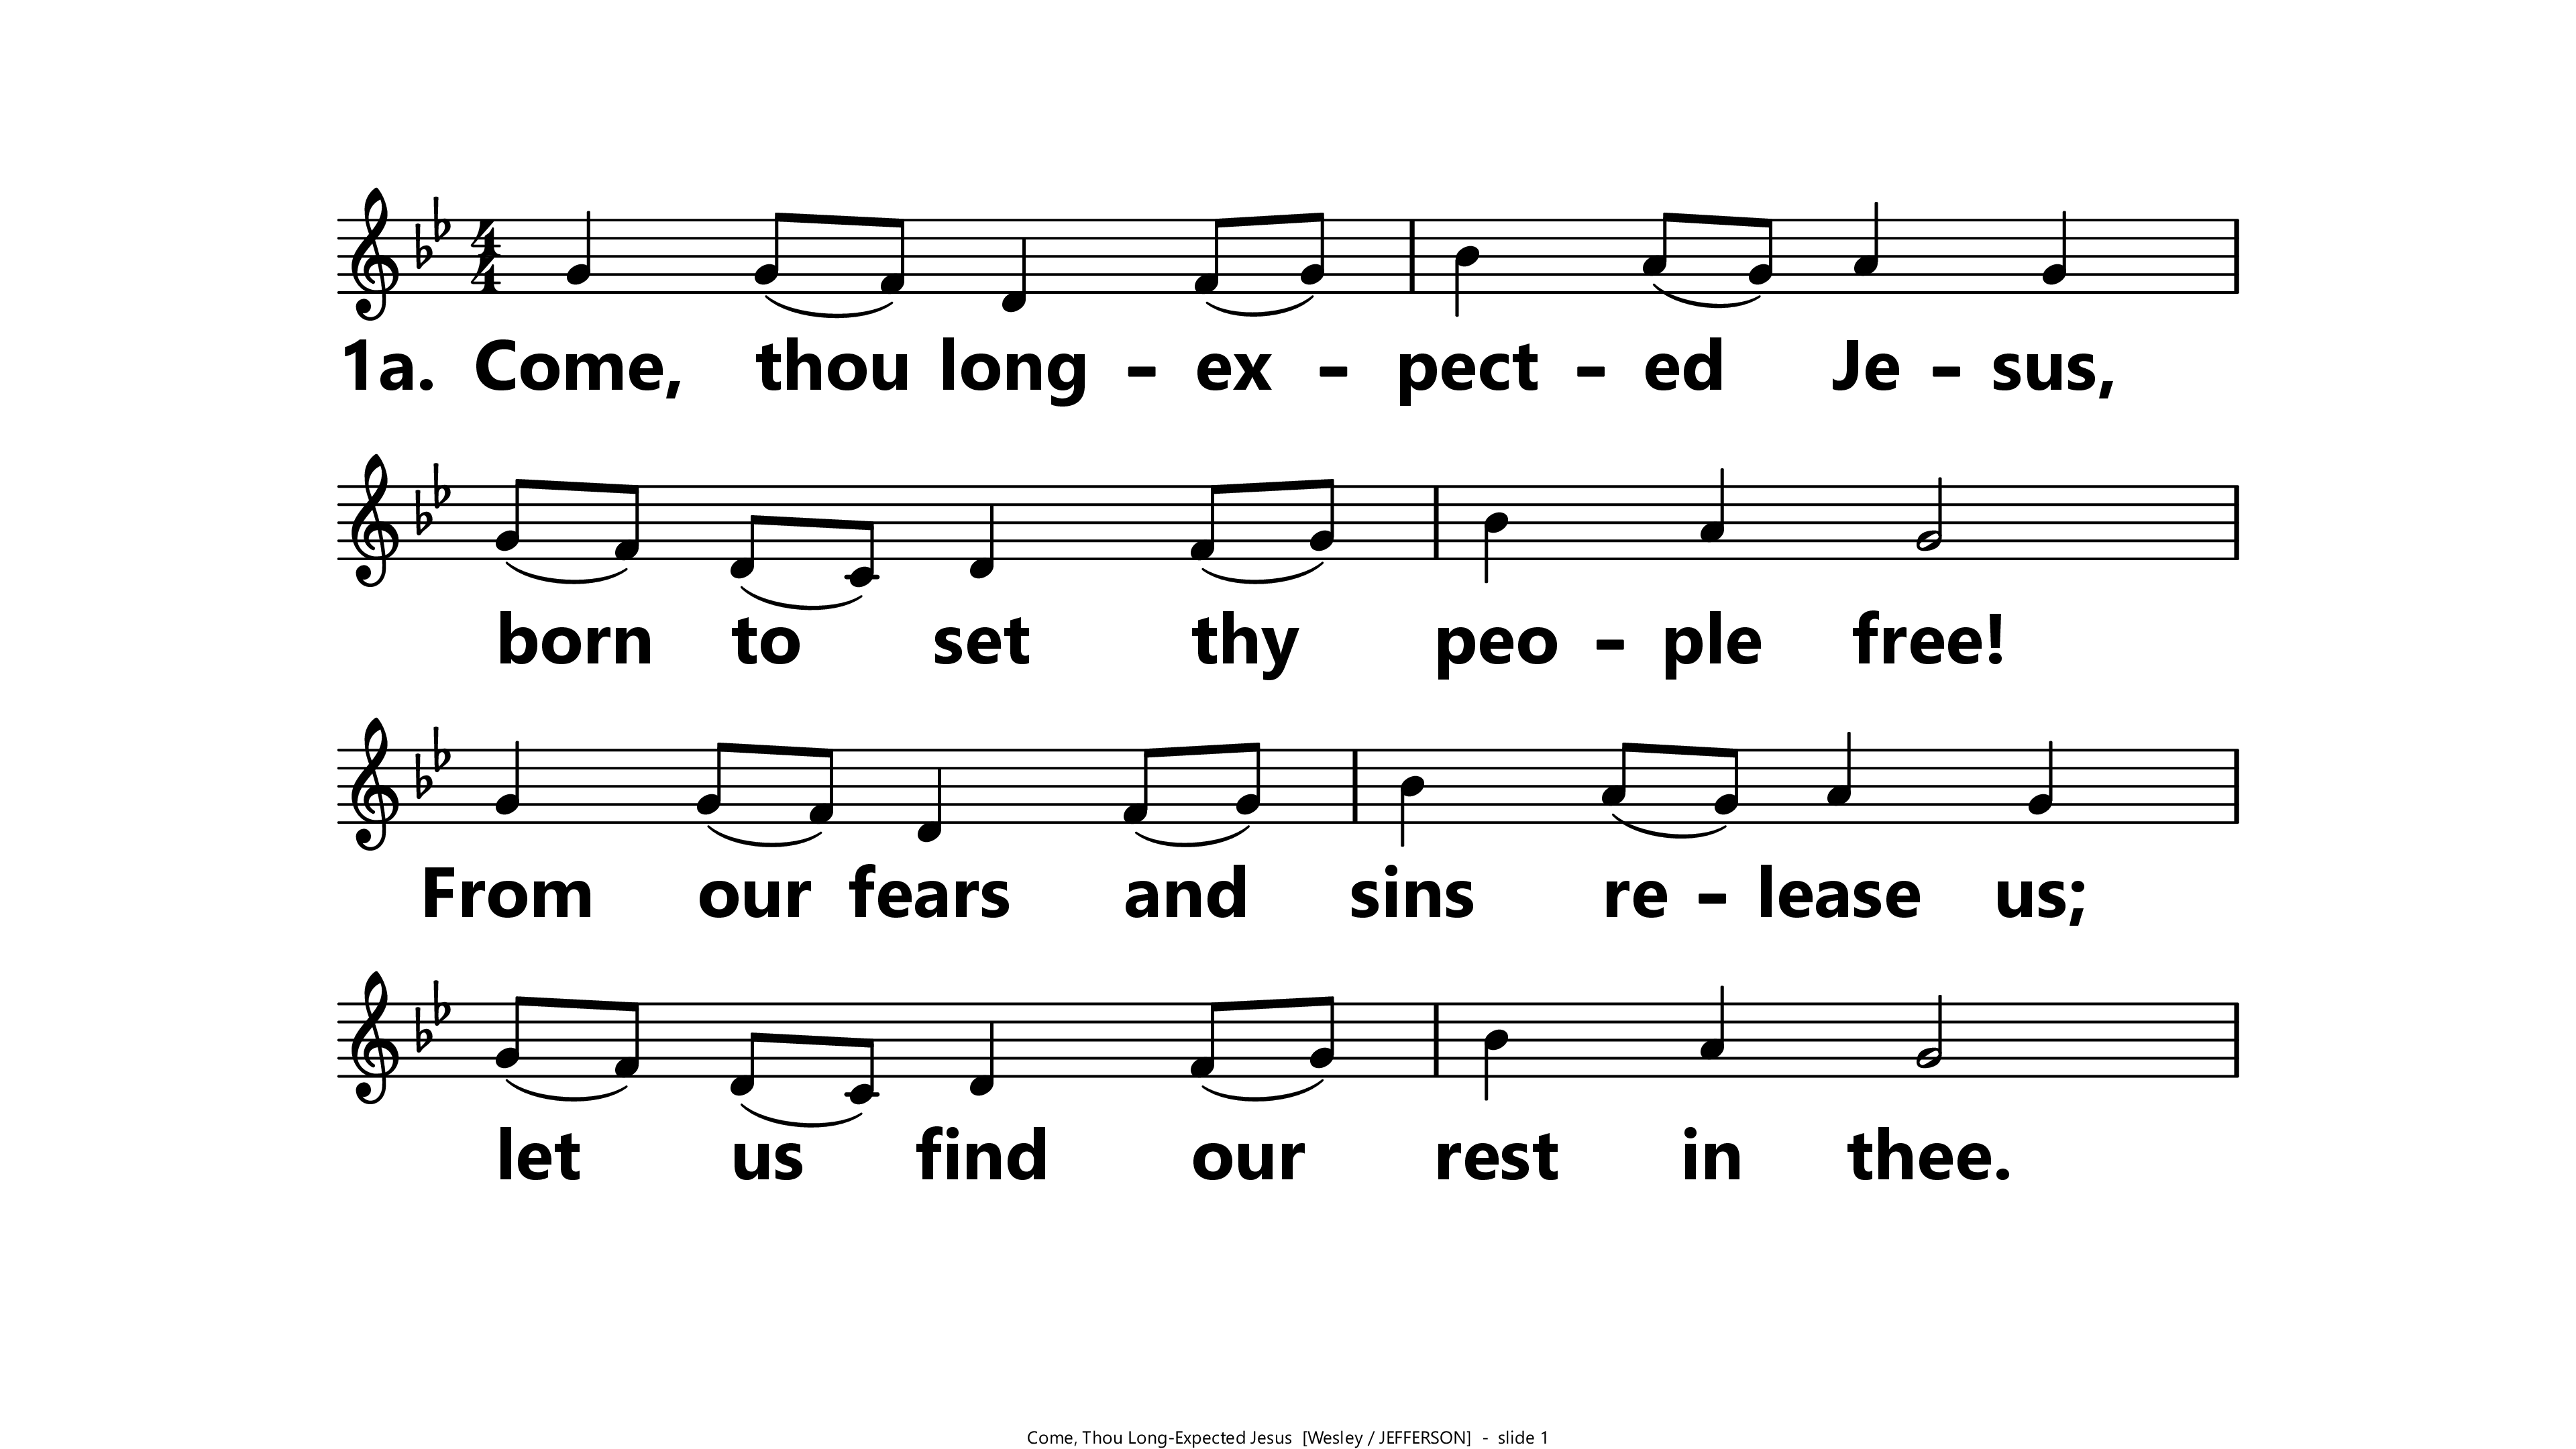 1a. Come, thou long - ex - pect - ed Je - sus,
born to set thy peo - ple free!
From our fears and sins re - lease us;
let us find our rest in thee.
Come, Thou Long-Expected Jesus [Wesley / JEFFERSON] - slide 1